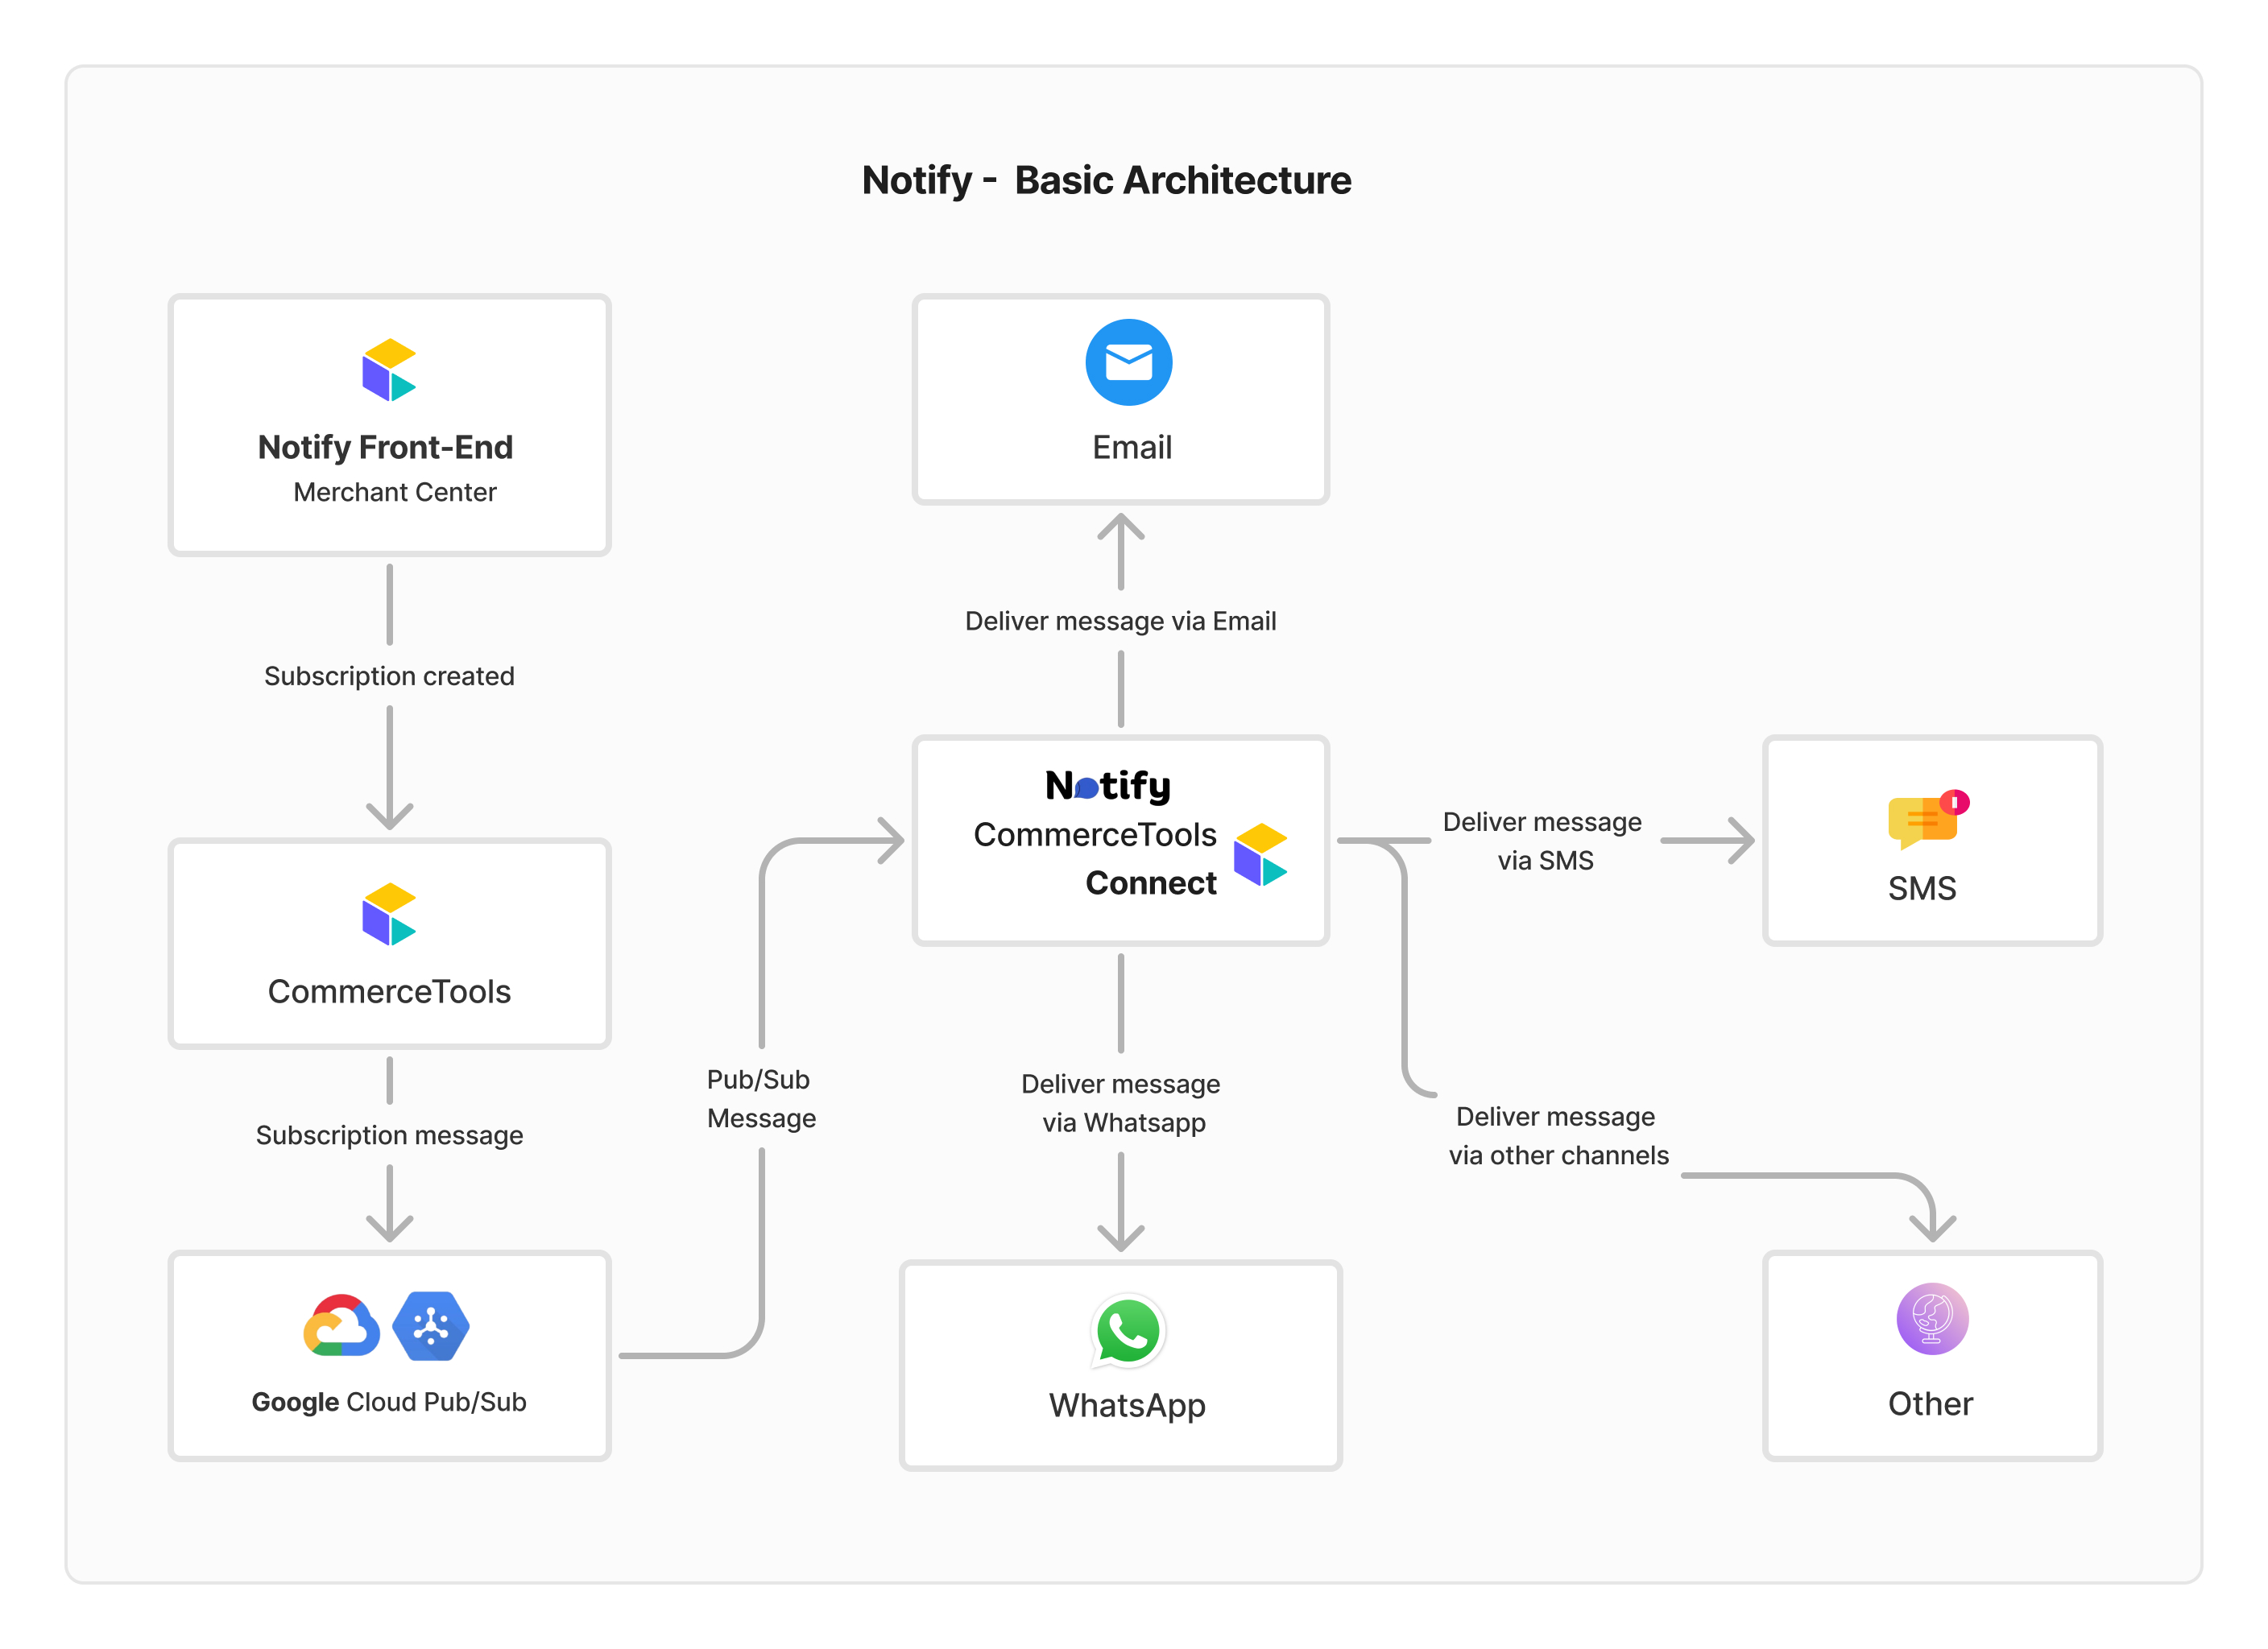 Notify - Basic Architecture
Notify Front-End
Merchant Center
Subscription created
CommerceTools
Subscription message
Google Cloud Pub/Sub
Pub/Sub
Message
Email
Deliver message via Email
Notify
CommerceTools
Connect
Deliver message
via Whatsapp
WhatsApp
Deliver message
via SMS
SMS
Deliver message
via other channels
Other